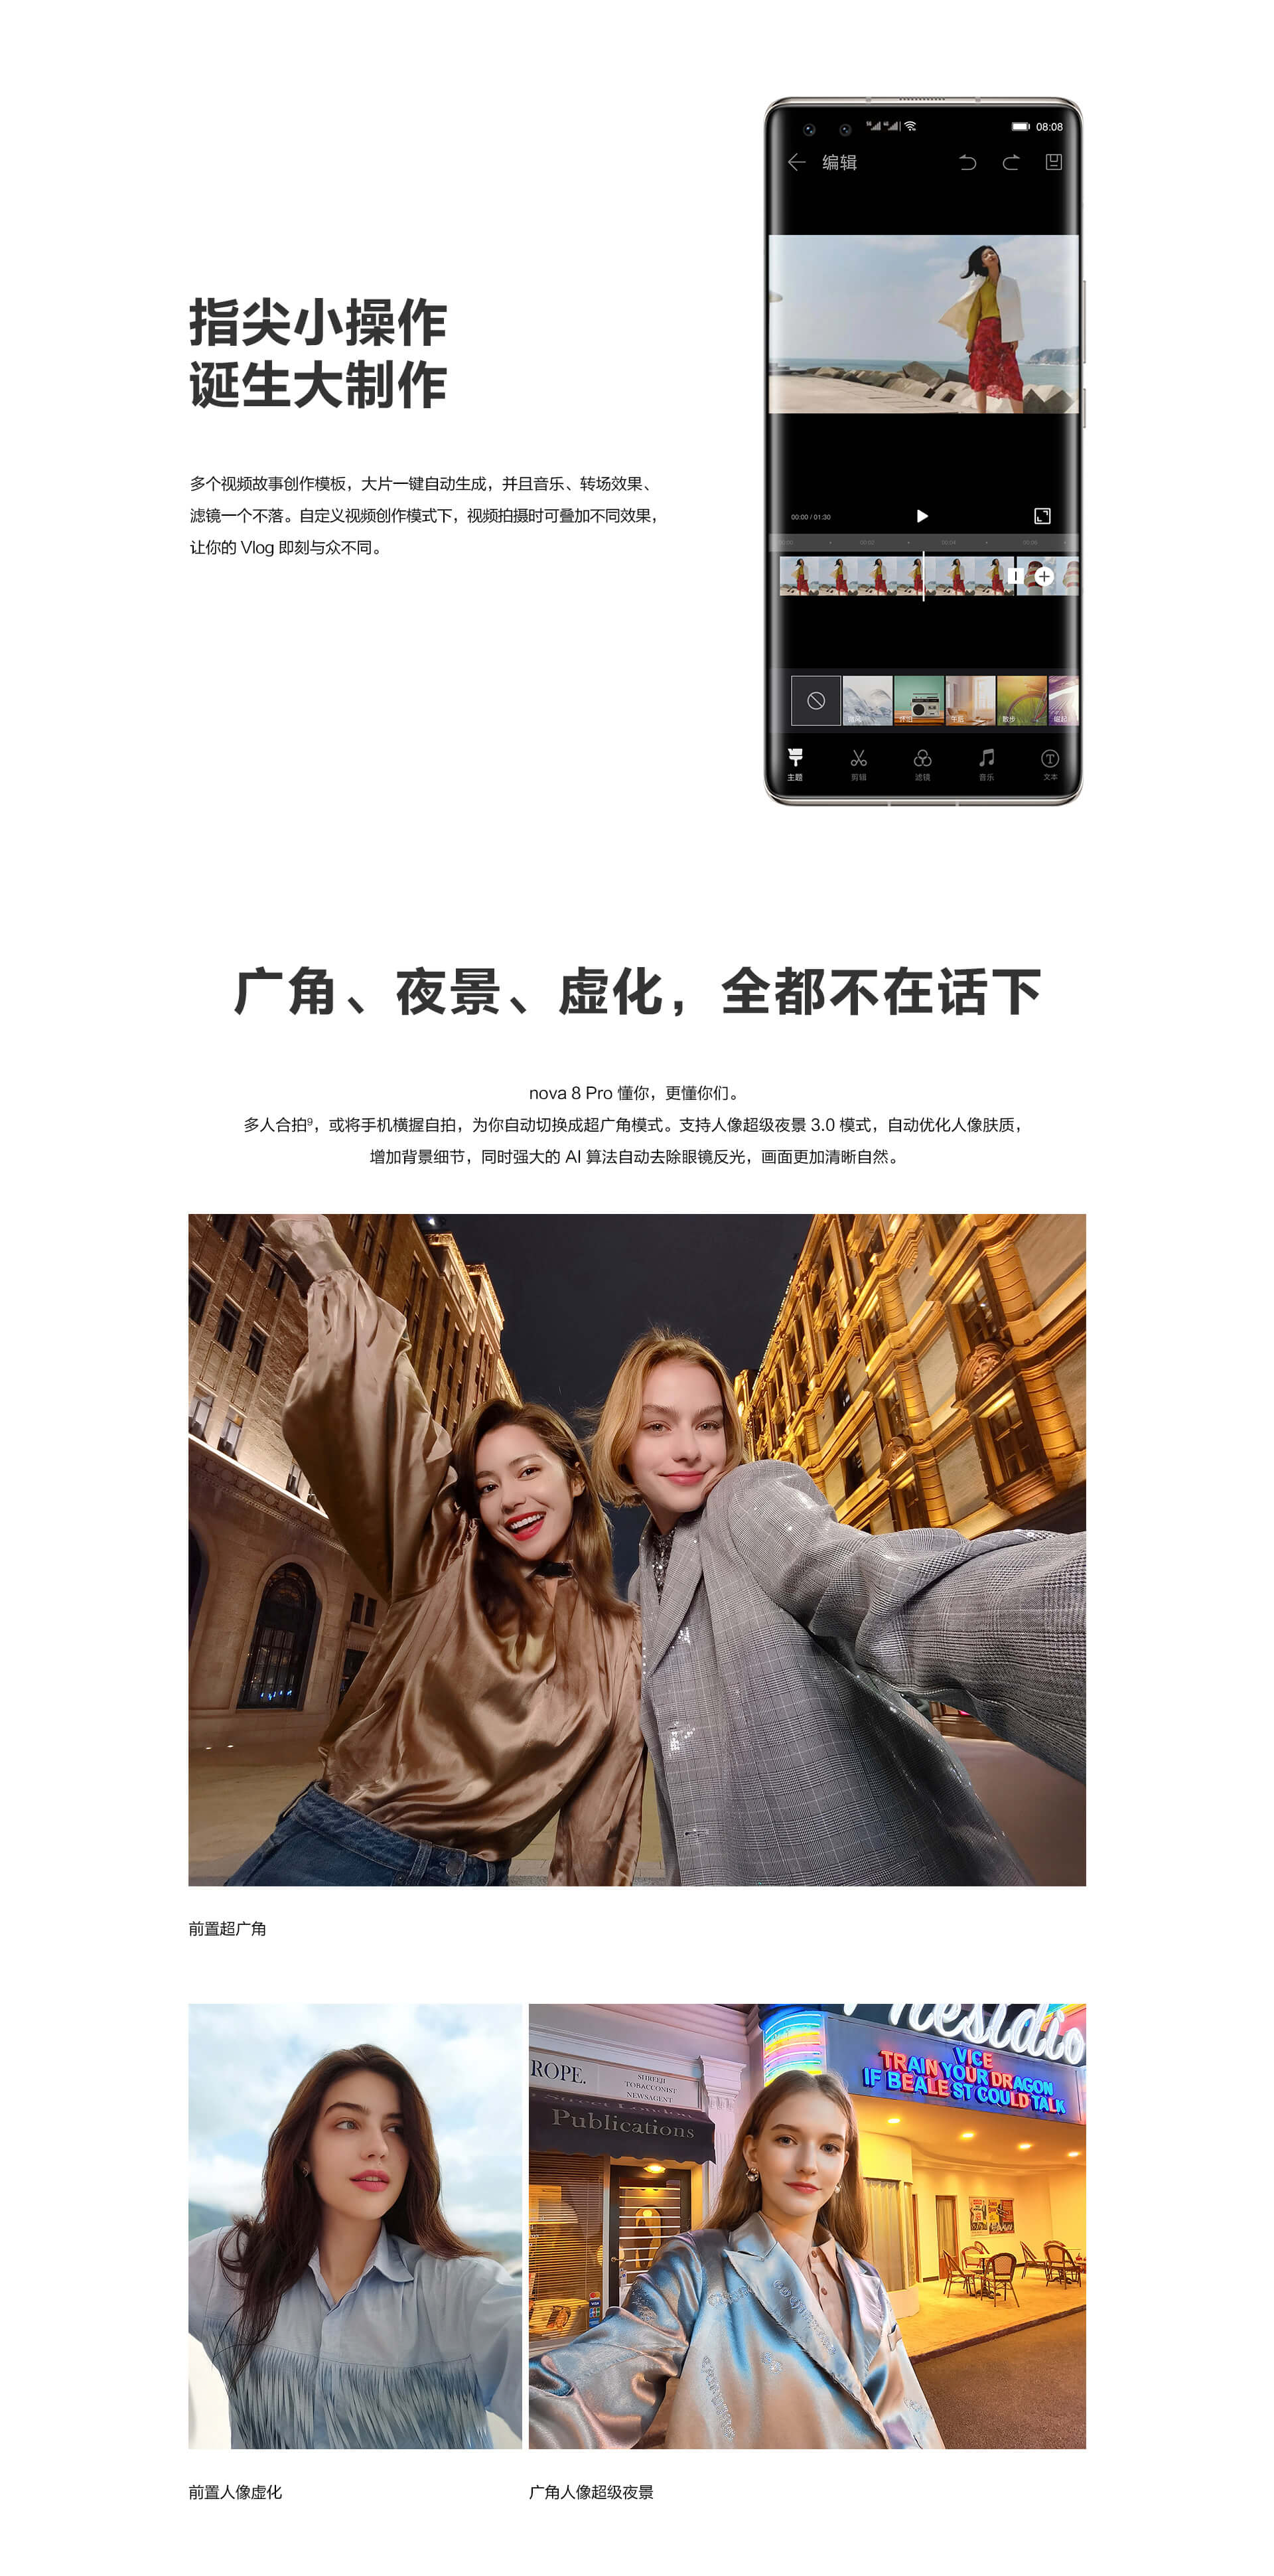 08:08
编辑
指尖小操作
诞生大制作
多个视频故事创作模板，大片一键自动生成，并且音乐、转场效果、
滤镜一个不落。自定义视频创作模式下，视频拍摄时可叠加不同效果，
让你的 Vlog 即刻与众不同。
00:00 / 01:30
00:04
散步
主题
剪辑
滤镜
音乐
文本
广角、夜景、虚化，全都不在话下
nova 8 Pro 懂你，更懂你们。
多人合拍⁹，或将手机横握自拍，为你自动切换成超广角模式。支持人像超级夜景 3.0 模式，自动优化人像肤质，
增加背景细节，同时强大的 AI 算法自动去除眼镜反光，画面更加清晰自然。
前置超广角
Presidio
VICE
TRAIN YOUR DRAGON
IF BEALE ST COULD TALK
ROPE.
SHREEJI
TOBACCONIST
NEWSAGENT
Publications
前置人像虚化
广角人像超级夜景